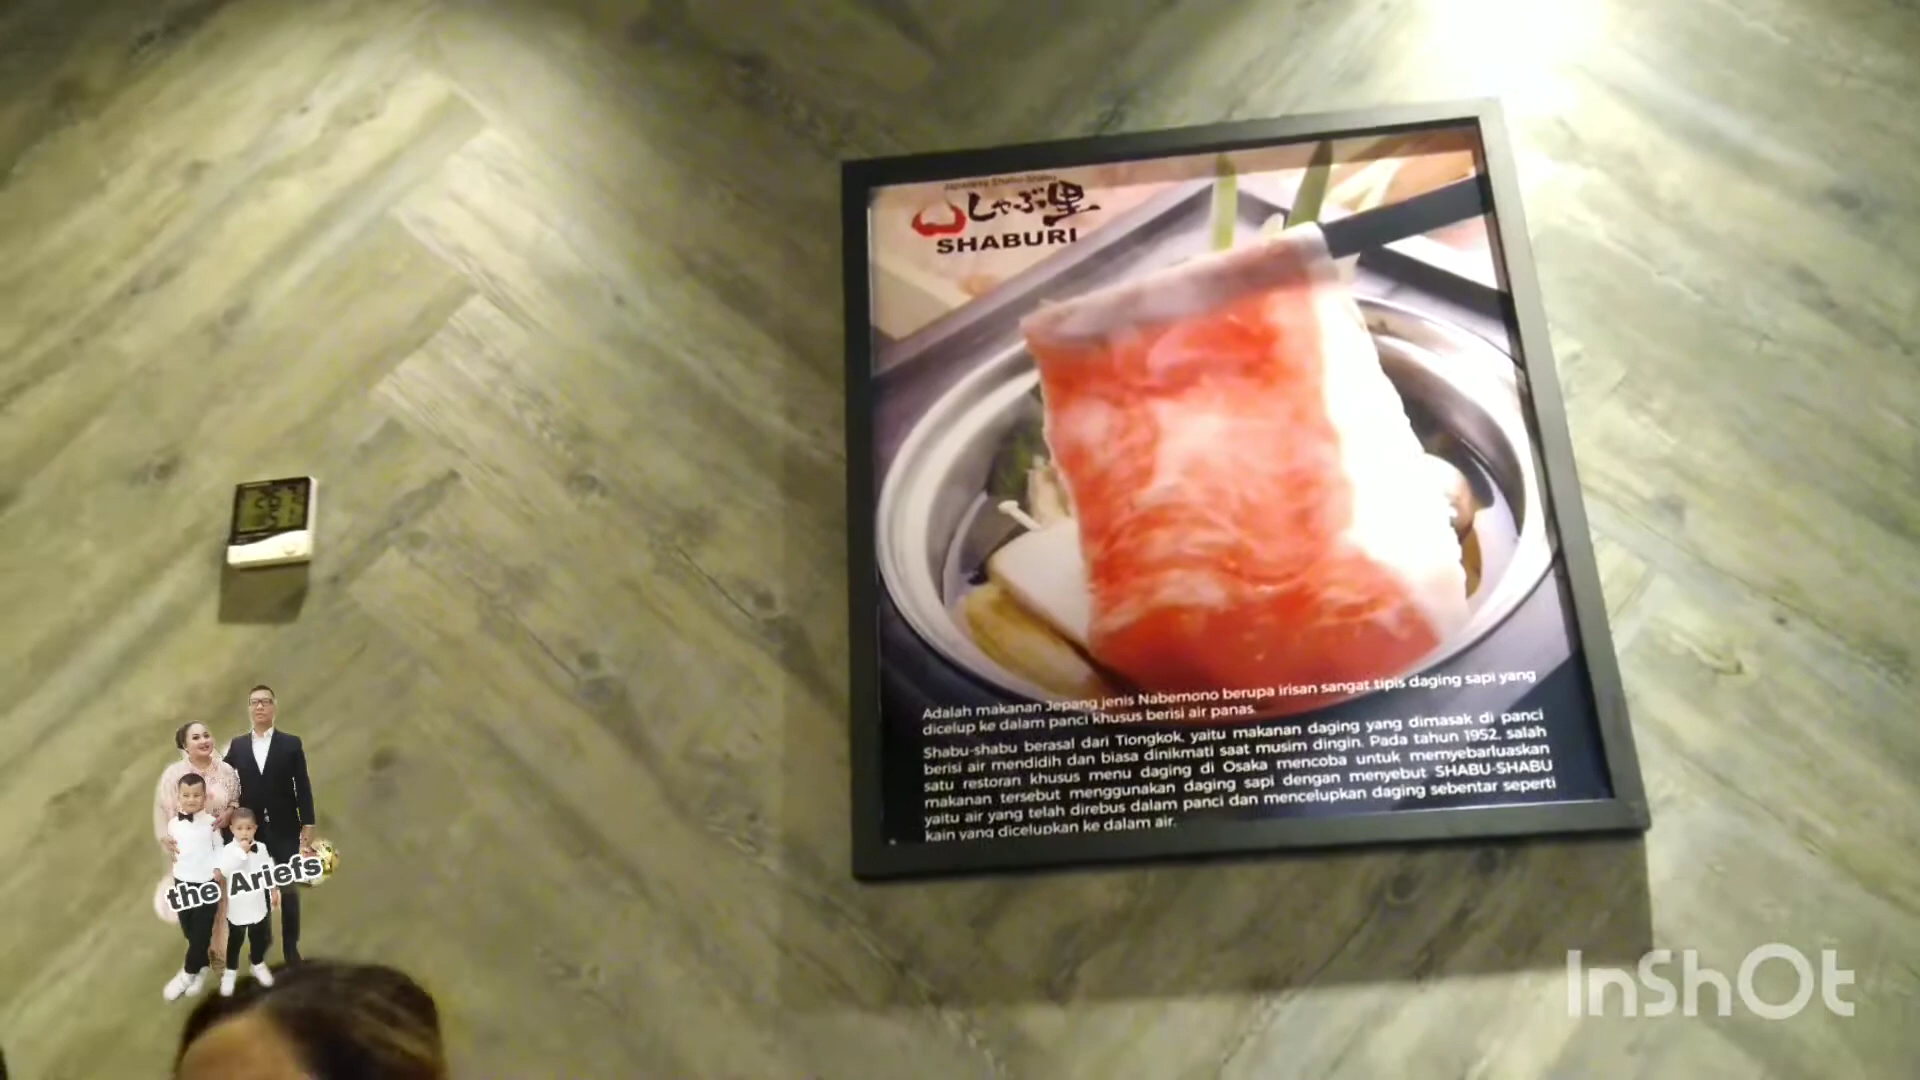 Japanese Shabu-Shabu
しゃぶ里
SHABURI
Adalah makanan Jepang jenis Nabemono berupa irisan sangat tipis daging sapi yang
dicelup ke dalam panci khusus berisi air panas.
Shabu-shabu berasal dari Tiongkok, yaitu makanan daging yang dimasak di panci
berisi air mendidih dan biasa dinikmati saat musim dingin. Pada tahun 1952, salah
satu restoran khusus menu daging di Osaka mencoba untuk memyebarluaskan
makanan tersebut menggunakan daging sapi dengan menyebut SHABU-SHABU
yaitu air yang telah direbus dalam panci dan mencelupkan daging sebentar seperti
kain yang dicelupkan ke dalam air.
the Ariefs
InShOt